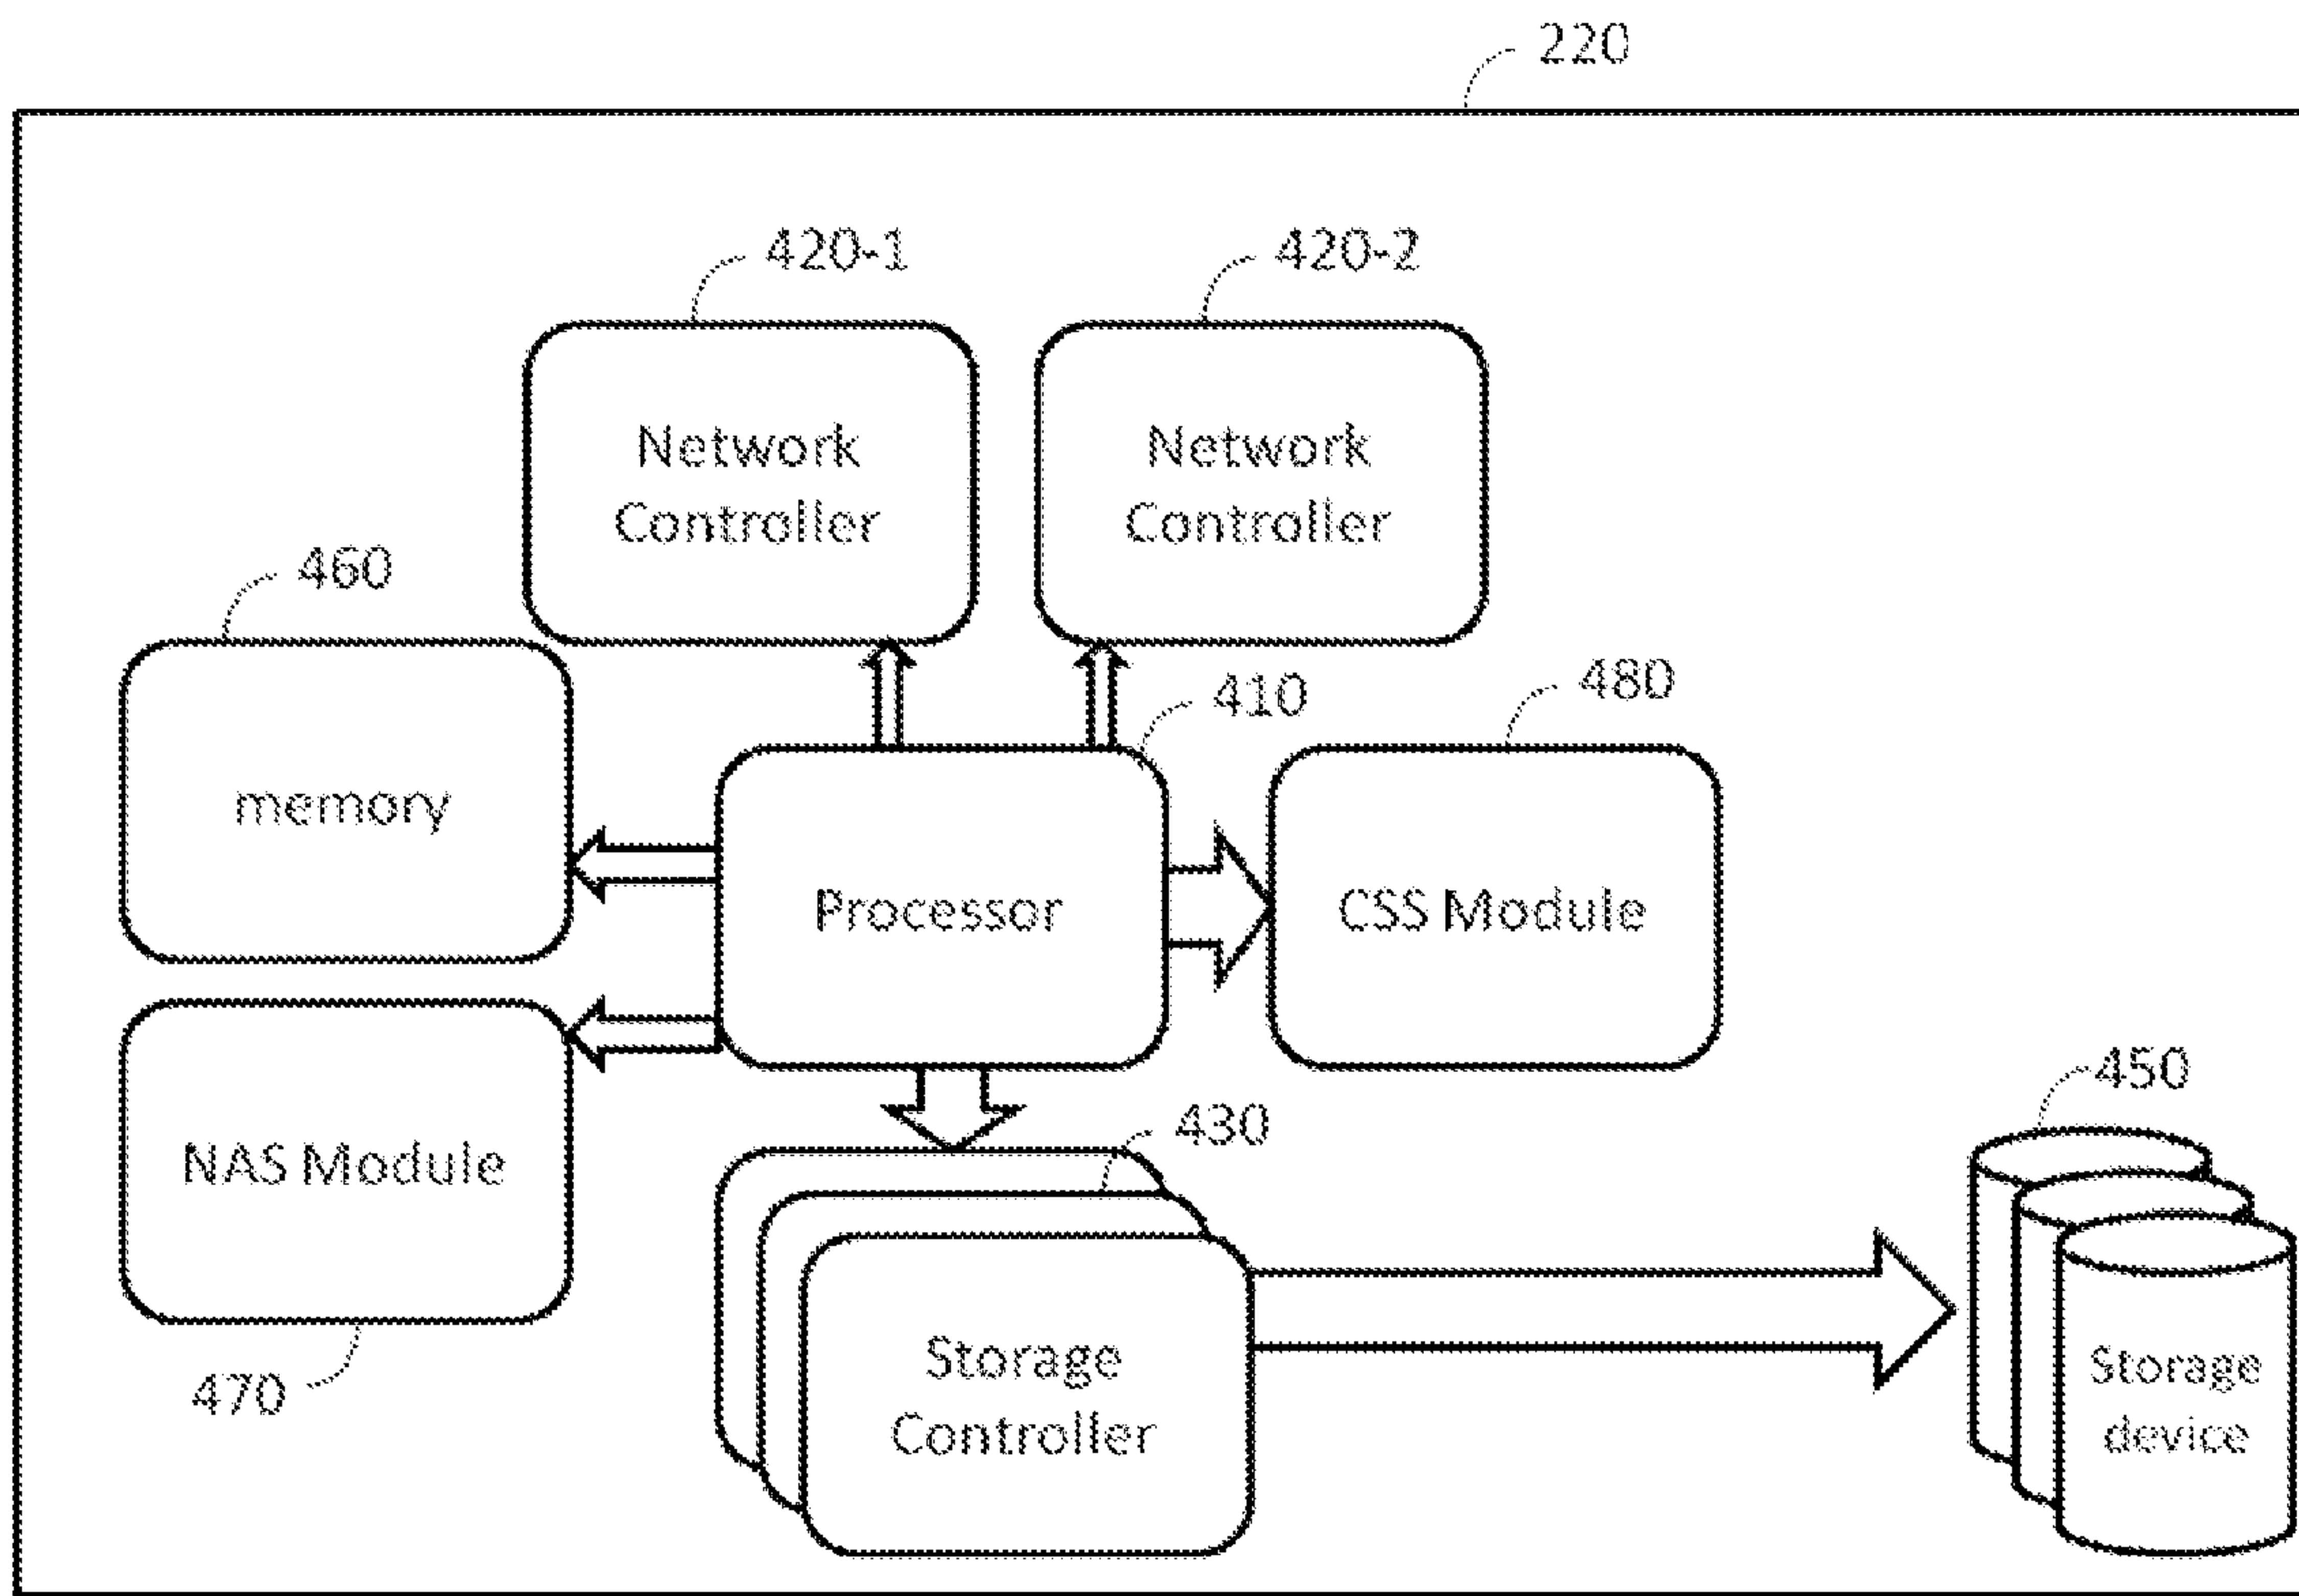 220
420-1
420-2
Network
Controller
Network
Controller
460
410
480
memory
Processor
CSS Module
450
430
NAS Module
470
Storage
Controller
Storage
device